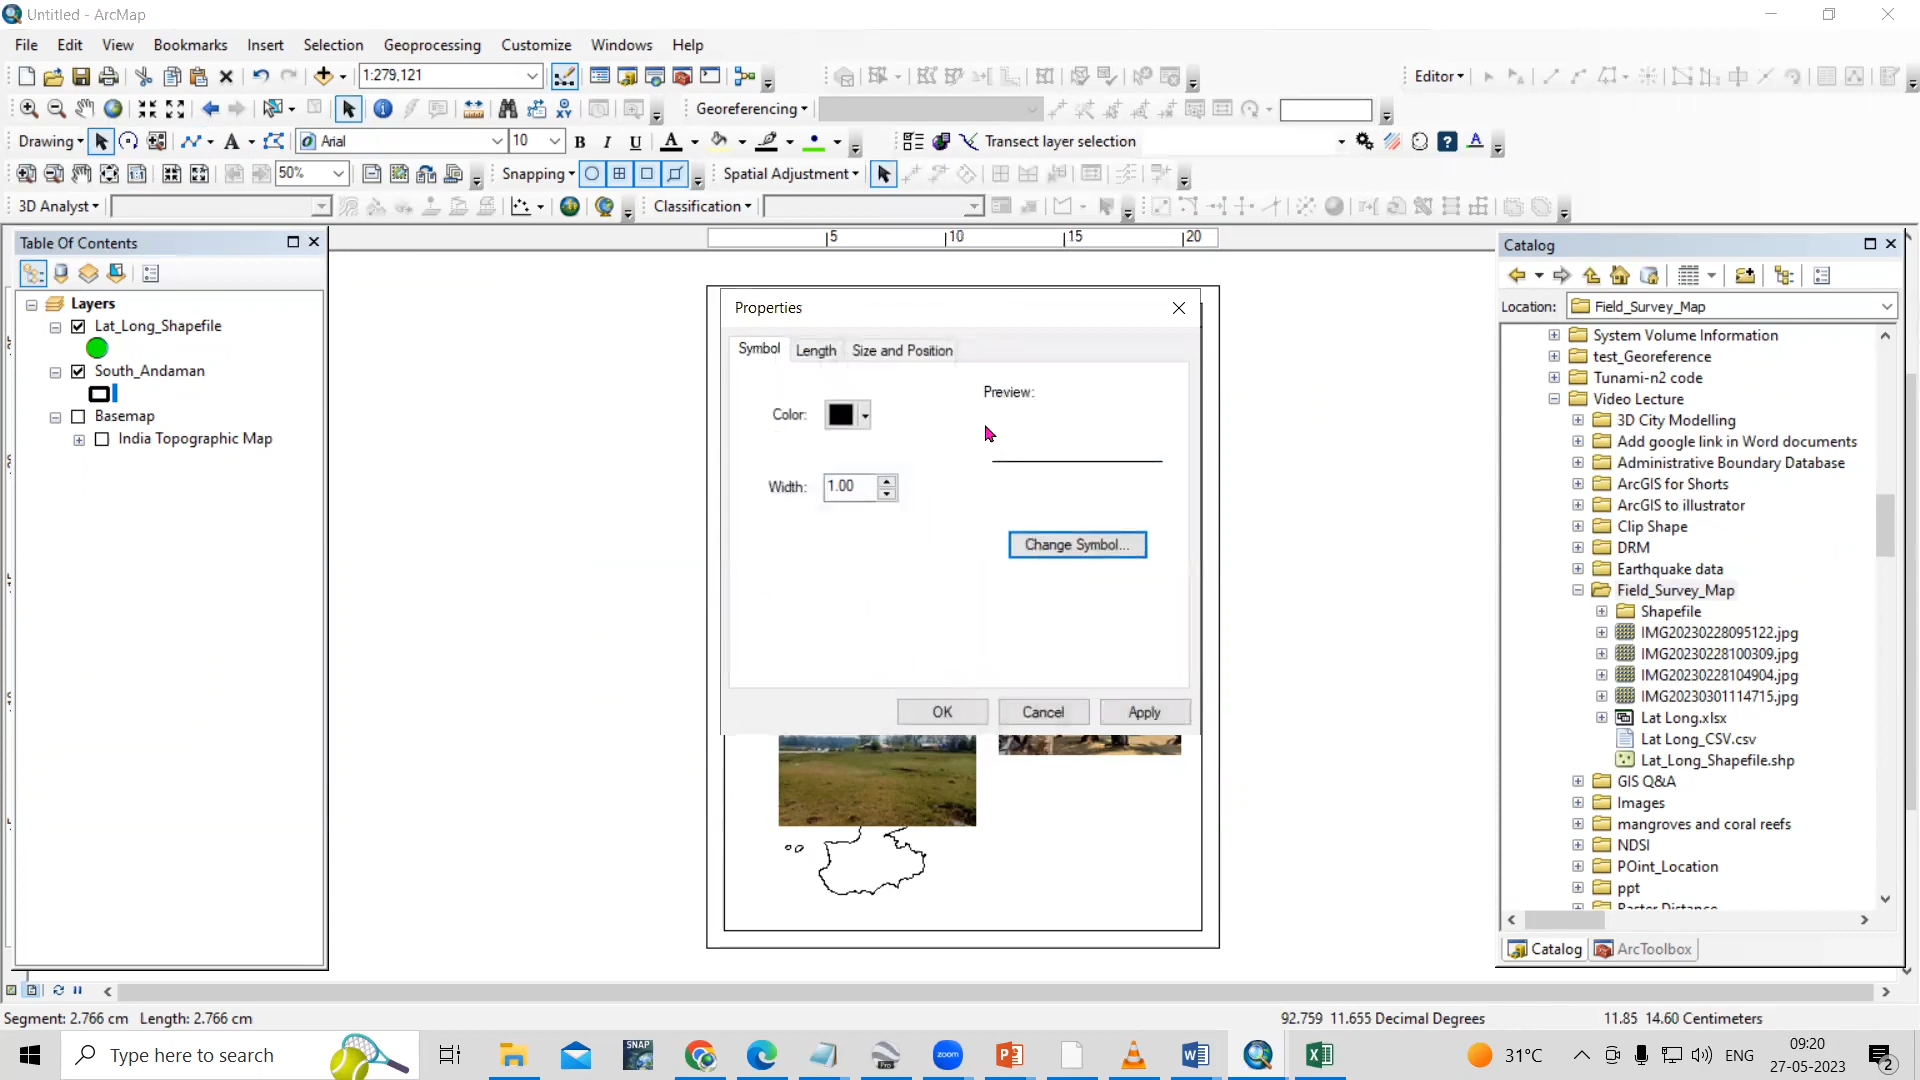 Untitled - ArcMap
File Edit View Bookmarks Insert Selection Geoprocessing Customize Windows Help
1:279,121
Editor
Georeferencing
Drawing
A
Arial
10
B I U A
Transect layer selection
50%
Snapping
Spatial Adjustment
3D Analyst
Classification
Table Of Contents
Layers
Lat_Long_Shapefile
South_Andaman
Basemap
India Topographic Map
5 10 15 20
Properties
Symbol Length Size and Position
Preview:
Color:
Width: 1.00
Change Symbol...
OK Cancel Apply
Catalog
Location: Field_Survey_Map
System Volume Information
test_Georeference
Tunami-n2 code
Video Lecture
3D City Modelling
Add google link in Word documents
Administrative Boundary Database
ArcGIS for Shorts
ArcGIS to illustrator
Clip Shape
DRM
Earthquake data
Field_Survey_Map
Shapefile
IMG20230228095122.jpg
IMG20230228100309.jpg
IMG20230228104904.jpg
IMG20230301114715.jpg
Lat Long.xlsx
Lat Long_CSV.csv
Lat_Long_Shapefile.shp
GIS Q&A
Images
mangroves and coral reefs
NDSI
POint_Location
ppt
Raster Distance
Catalog ArcToolbox
Segment: 2.766 cm Length: 2.766 cm
92.759 11.655 Decimal Degrees
11.85 14.60 Centimeters
Type here to search
SNAP
Pro
zoom
31°C
ENG
09:20
27-05-2023
2